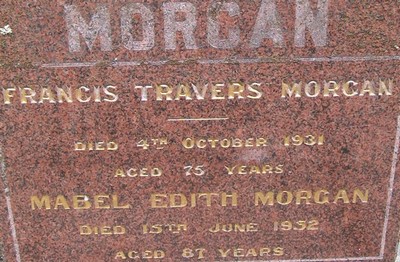 MORGAN
FRANCIS TRAVERS MORGAN
DIED 4TH OCTOBER 1931
AGED 75 YEARS
MABEL EDITH MORGAN
DIED 15TH JUNE 1952
AGED 87 YEARS